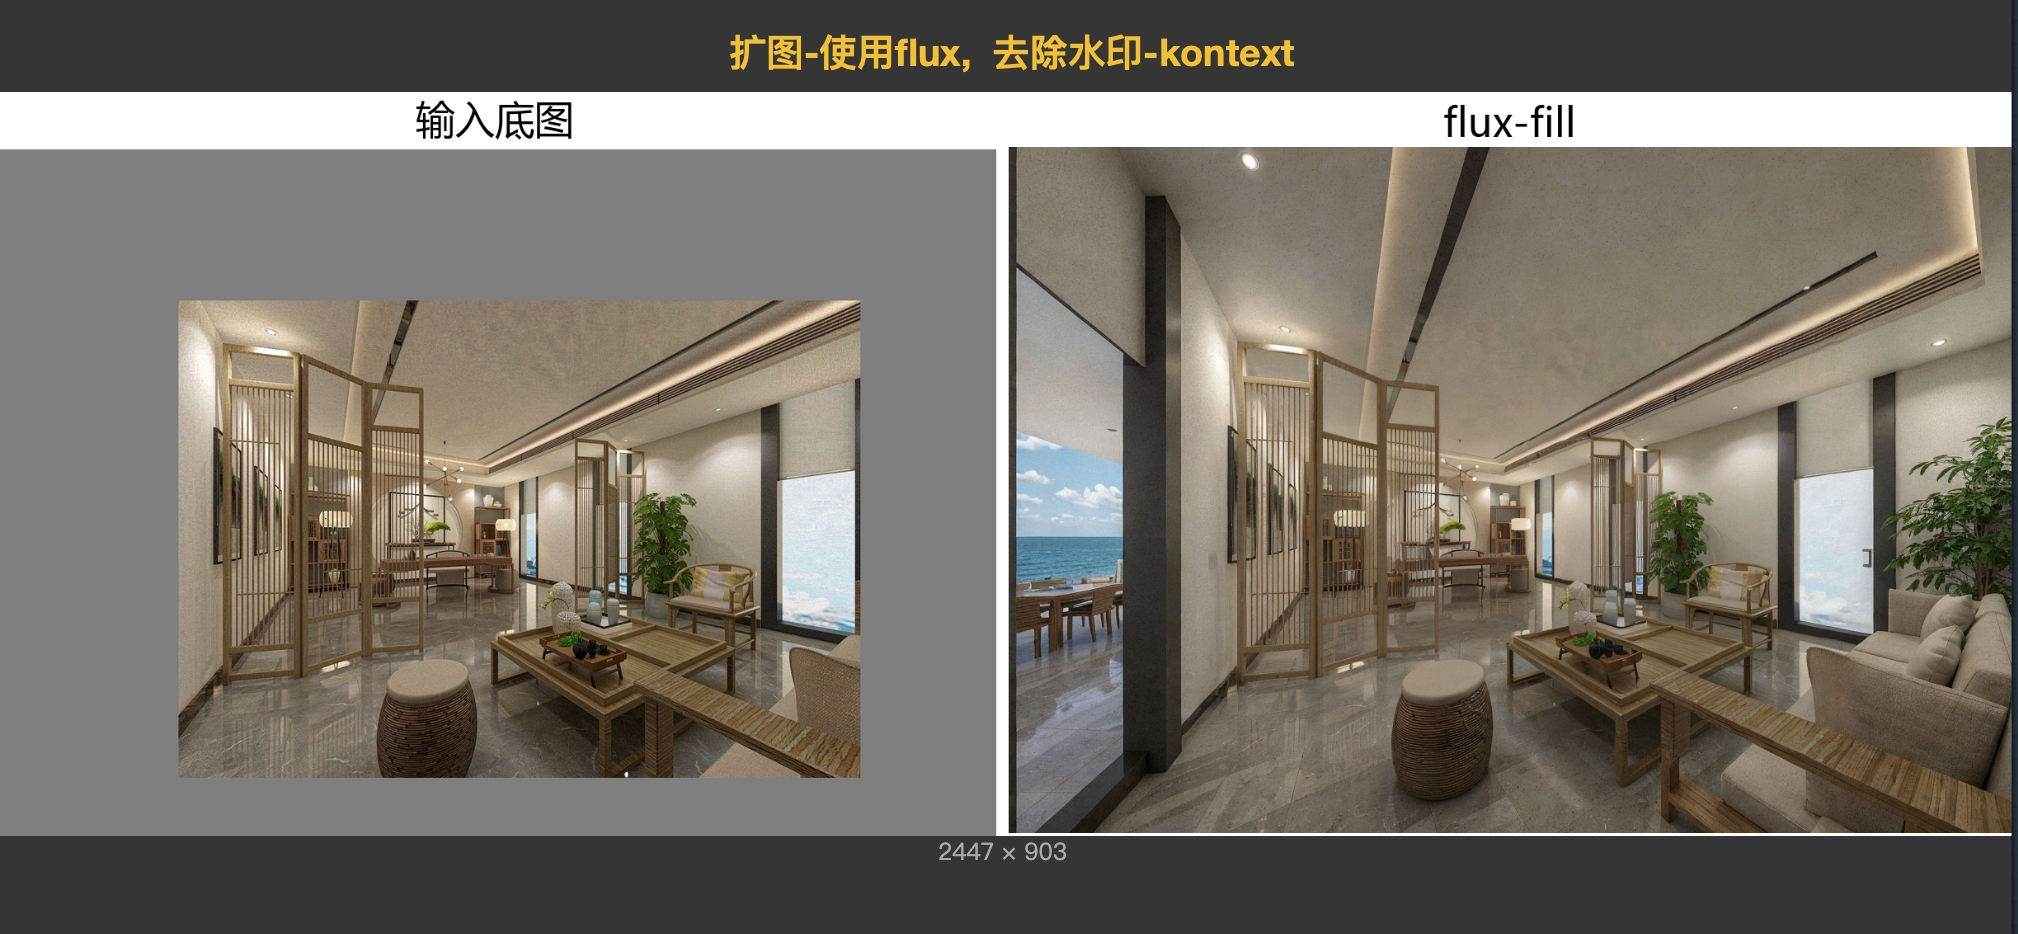 扩图-使用flux, 去除水印-kontext
输入底图
flux-fill
2447 × 903